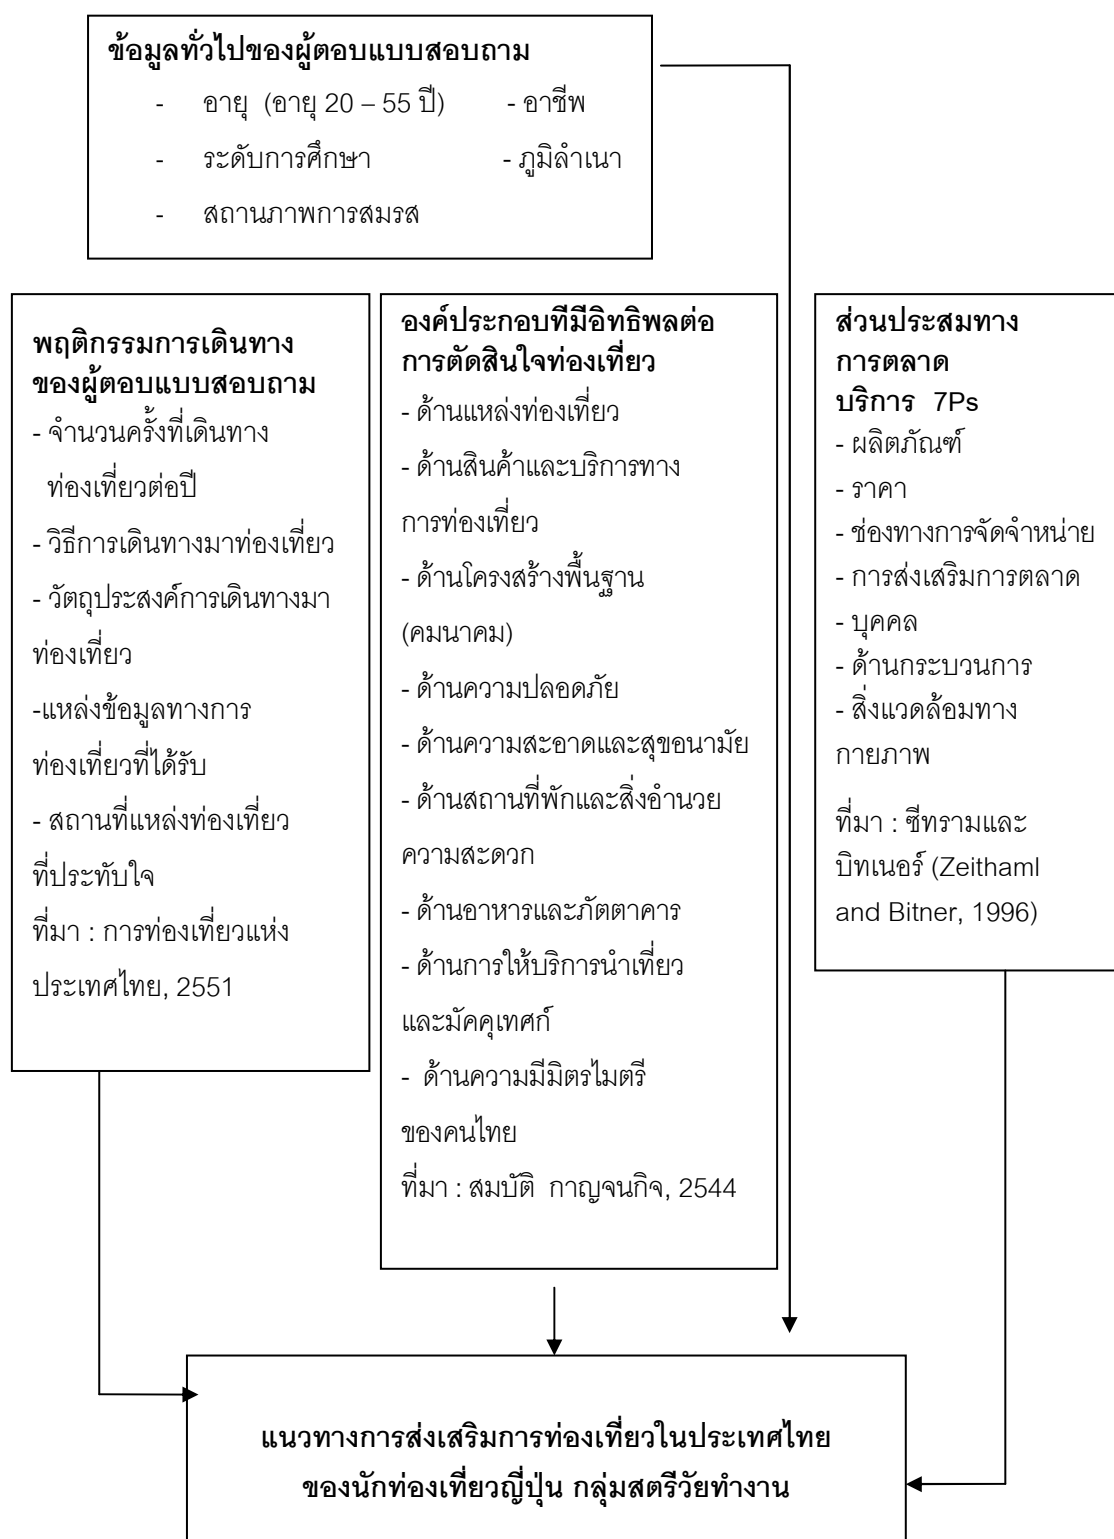 ข้อมูลทั่วไปของผู้ตอบแบบสอบถาม
- อายุ (อายุ 20 – 55 ปี) - อาชีพ
- ระดับการศึกษา - ภูมิลำเนา
- สถานภาพการสมรส
พฤติกรรมการเดินทาง
ของผู้ตอบแบบสอบถาม
- จำนวนครั้งที่เดินทาง
ท่องเที่ยวต่อปี
- วิธีการเดินทางมาท่องเที่ยว
- วัตถุประสงค์การเดินทางมา
ท่องเที่ยว
-แหล่งข้อมูลทางการ
ท่องเที่ยวที่ได้รับ
- สถานที่แหล่งท่องเที่ยว
ที่ประทับใจ
ที่มา : การท่องเที่ยวแห่ง
ประเทศไทย, 2551
องค์ประกอบที่มีอิทธิพลต่อ
การตัดสินใจท่องเที่ยว
- ด้านแหล่งท่องเที่ยว
- ด้านสินค้าและบริการทาง
การท่องเที่ยว
- ด้านโครงสร้างพื้นฐาน
(คมนาคม)
- ด้านความปลอดภัย
- ด้านความสะอาดและสุขอนามัย
- ด้านสถานที่พักและสิ่งอำนวย
ความสะดวก
- ด้านอาหารและภัตตาคาร
- ด้านการให้บริการนำเที่ยว
และมัคคุเทศก์
- ด้านความมีมิตรไมตรี
ของคนไทย
ที่มา : สมบัติ กาญจนกิจ, 2544
ส่วนประสมทาง
การตลาด
บริการ 7Ps
- ผลิตภัณฑ์
- ราคา
- ช่องทางการจัดจำหน่าย
- การส่งเสริมการตลาด
- บุคคล
- ด้านกระบวนการ
- สิ่งแวดล้อมทาง
กายภาพ
ที่มา : ซีทรามและ
บิทเนอร์ (Zeithaml
and Bitner, 1996)
แนวทางการส่งเสริมการท่องเที่ยวในประเทศไทย
ของนักท่องเที่ยวญี่ปุ่น กลุ่มสตรีวัยทำงาน